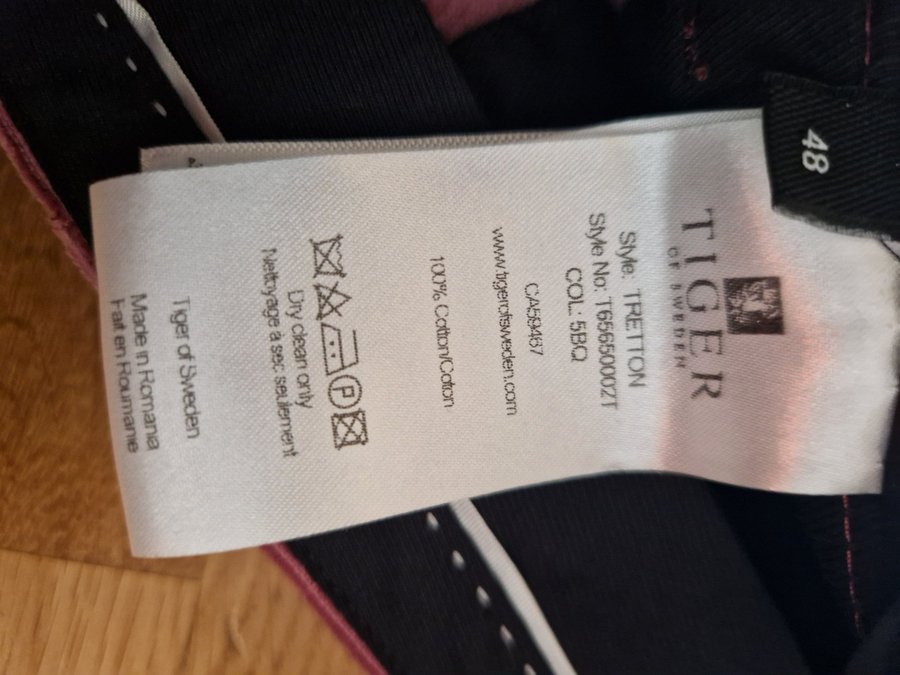 48
TIGER
OF SWEDEN
Style: TRETTON
Style No: T65650002T
COL: 5BQ
CA59467
www.tigerofsweden.com
100% Cotton/Coton
P
Dry clean only
Nettoyage à sec seulement
Tiger of Sweden
Made in Romania
Fait en Roumanie